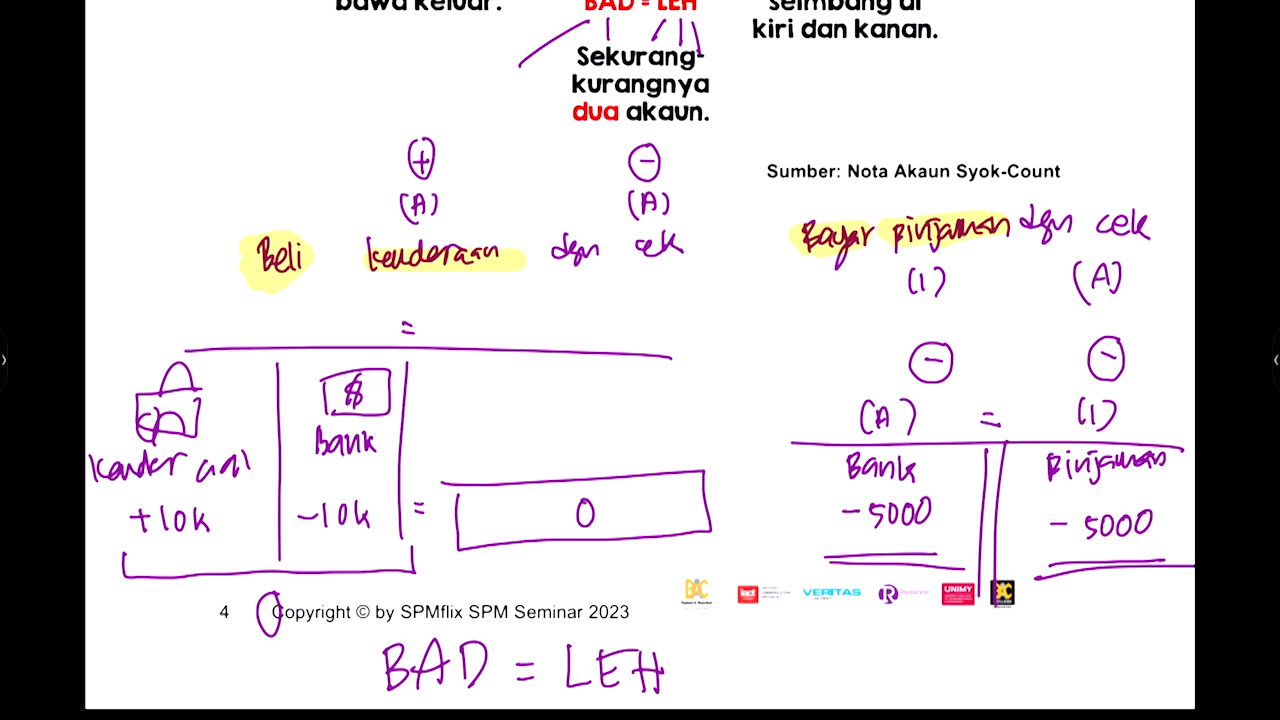 bawa keluar.
BAD = LEH
seimbang di
kiri dan kanan.
Sekurang-
kurangnya
dua akaun.
Sumber: Nota Akaun Syok-Count
+
-
(A)
(A)
Beli kenderaan dgn cek
Bayar pinjaman dgn cek
(L)
(A)
-
-
(A) = (L)
=
$
Bank
Kenderaan
+10k
-10k
=
0
Bank
-5000
pinjaman
-5000
BAC
iact
VERITAS
UNIMY
4
Copyright © by SPMflix SPM Seminar 2023
BAD = LEH